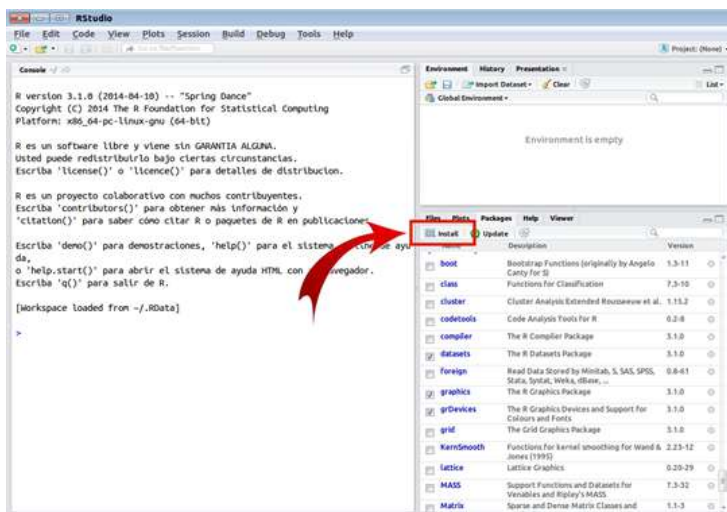 RStudio
File Edit Code View Plots Session Build Debug Tools Help
Project: (None)
Console ~/
R version 3.1.0 (2014-04-10) -- "Spring Dance"
Copyright (C) 2014 The R Foundation for Statistical Computing
Platform: x86_64-pc-linux-gnu (64-bit)
R es un software libre y viene sin GARANTIA ALGUNA.
Usted puede redistribuirlo bajo ciertas circunstancias.
Escriba 'license()' o 'licence()' para detalles de distribucion.
R es un proyecto colaborativo con muchos contribuyentes.
Escriba 'contributors()' para obtener más información y
'citation()' para saber cómo citar R o paquetes de R en publicaciones
Escriba 'demo()' para demostraciones, 'help()' para el sistema de ayu
da,
o 'help.start()' para abrir el sistema de ayuda HTML con navegador.
Escriba 'q()' para salir de R.
[Workspace loaded from ~/.RData]
>
Environment History Presentation
Import Dataset Clear List
Global Environment
Environment is empty
Files Plots Packages Help Viewer
Install Update
Name Description Version
boot Bootstrap Functions (originally by Angelo Canty for S) 1.3-11
class Functions for Classification 7.3-10
cluster Cluster Analysis Extended Rousseeuw et al. 1.15.2
codetools Code Analysis Tools for R 0.2-8
compiler The R Compiler Package 3.1.0
datasets The R Datasets Package 3.1.0
foreign Read Data Stored by Minitab, S, SAS, SPSS, Stata, Systat, Weka, dBase, ... 0.8-61
graphics The R Graphics Package 3.1.0
grDevices The R Graphics Devices and Support for Colours and Fonts 3.1.0
grid The Grid Graphics Package 3.1.0
KernSmooth Functions for kernel smoothing for Wand & Jones (1995) 2.23-12
lattice Lattice Graphics 0.20-29
MASS Support Functions and Datasets for Venables and Ripley's MASS 7.3-32
Matrix Sparse and Dense Matrix Classes and 1.1-3